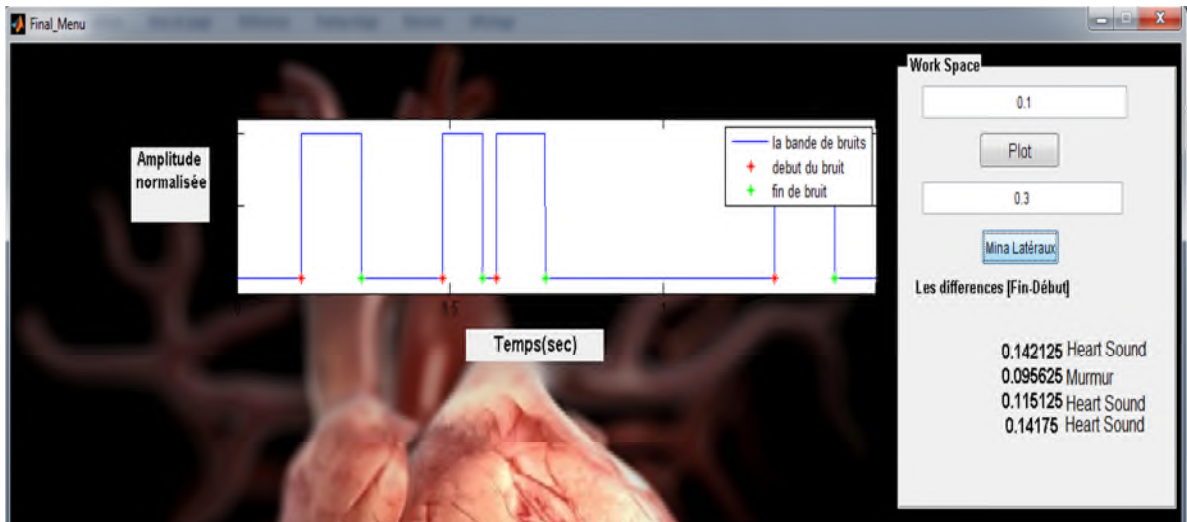 Final_Menu
Work Space
0.1
Plot
0.3
Mina Latéraux
Les differences [Fin-Début]
0.142125 Heart Sound
0.095625 Murmur
0.115125 Heart Sound
0.14175 Heart Sound
Amplitude
normalisée
la bande de bruits
debut du bruit
fin de bruit
0 0.5 1
Temps(sec)